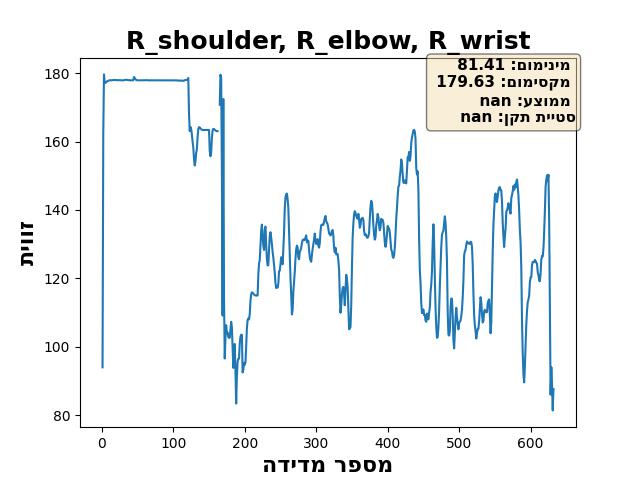 R_shoulder, R_elbow, R_wrist
מינימום: 81.41
מקסימום: 179.63
ממוצע: nan
סטיית תקן: nan
180
160
140
120
100
80
זווית
0 100 200 300 400 500 600
מספר מדידה